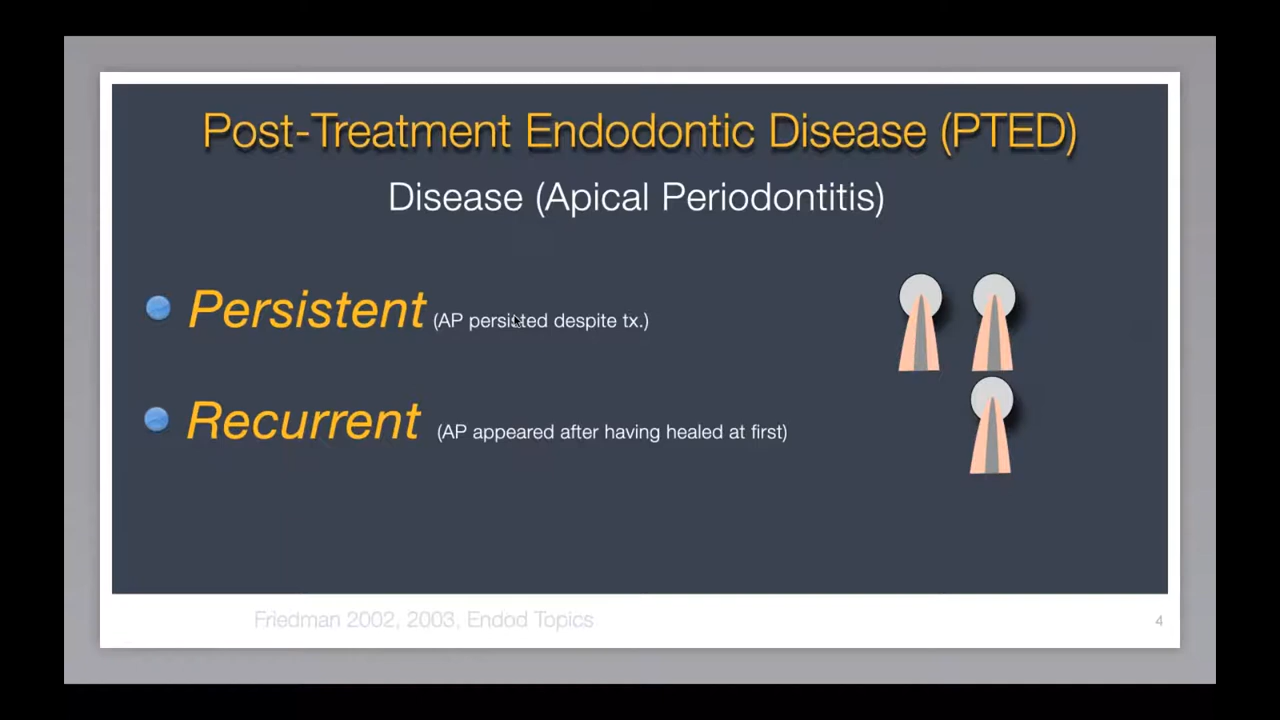 Post-Treatment Endodontic Disease (PTED)
Disease (Apical Periodontitis)
Persistent (AP persisted despite tx.)
Recurrent (AP appeared after having healed at first)
Friedman 2002, 2003, Endod Topics
4